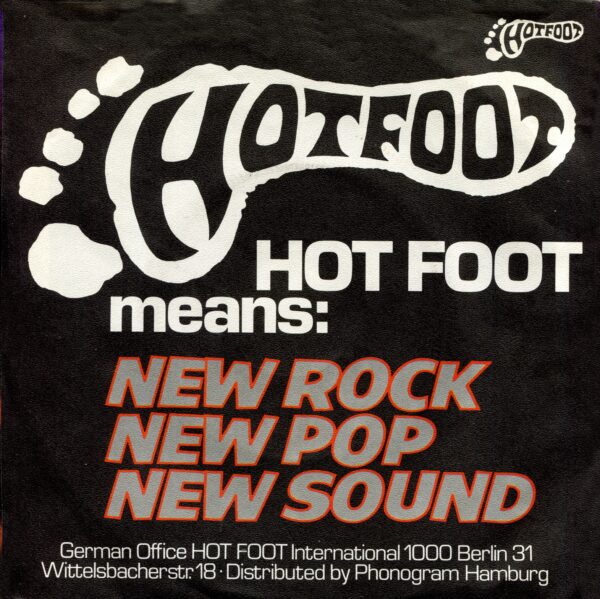 HOTFOOT
HOTFOOT
HOT FOOT
means:
NEW ROCK
NEW POP
NEW SOUND
German Office HOT FOOT International 1000 Berlin 31
Wittelsbacherstr. 18 · Distributed by Phonogram Hamburg